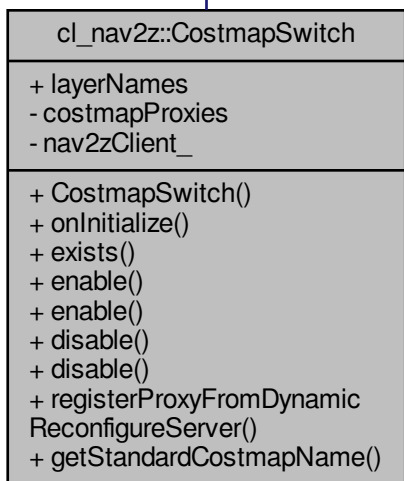 cl_nav2z::CostmapSwitch
+ layerNames
- costmapProxies
- nav2zClient_
+ CostmapSwitch()
+ onInitialize()
+ exists()
+ enable()
+ enable()
+ disable()
+ disable()
+ registerProxyFromDynamic
ReconfigureServer()
+ getStandardCostmapName()